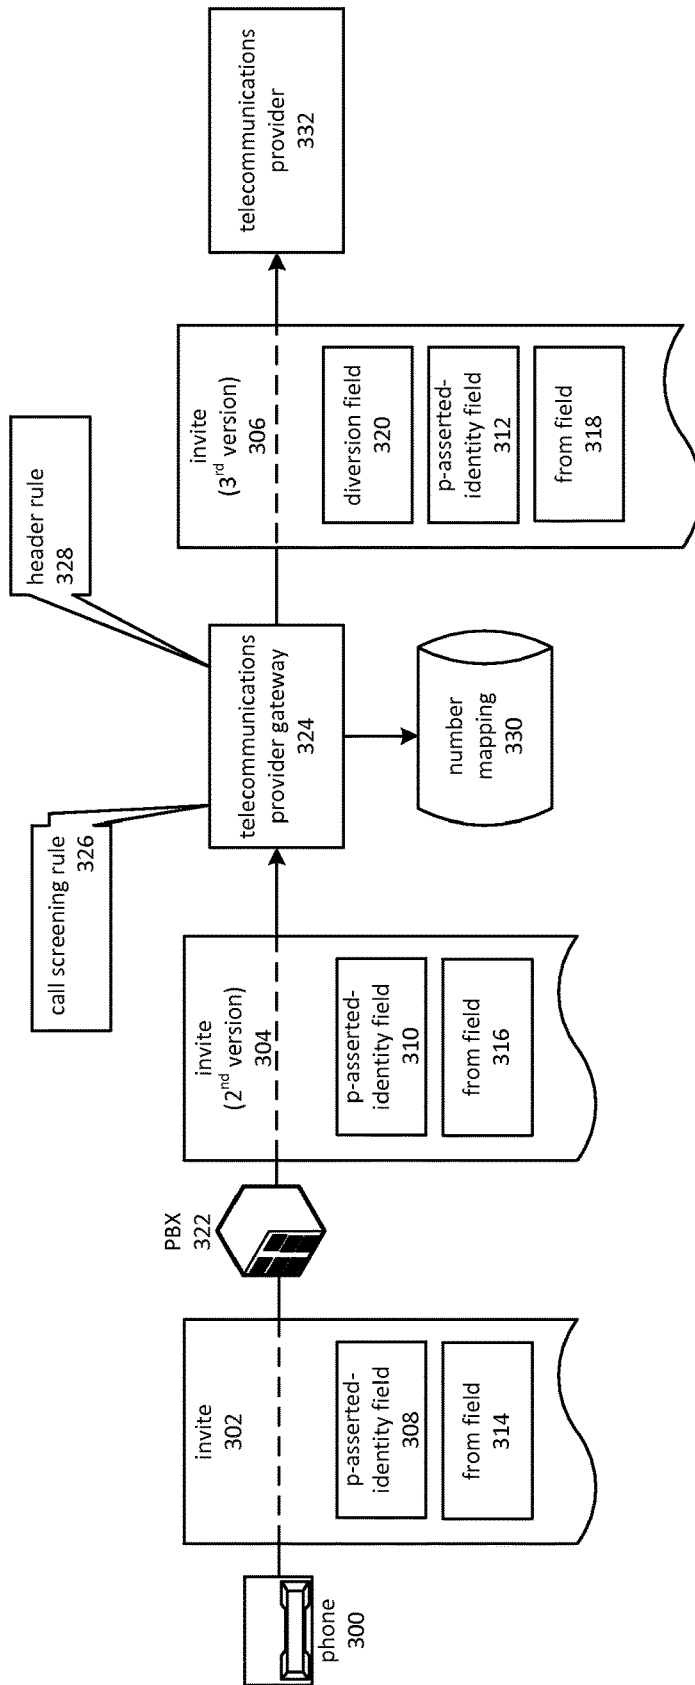 phone
300
invite
302
p-asserted-
identity field
308
from field
314
PBX
322
invite
(2nd version)
304
p-asserted-
identity field
310
from field
316
call screening rule
326
header rule
328
telecommunications
provider gateway
324
number
mapping
330
invite
(3rd version)
306
diversion field
320
p-asserted-
identity field
312
from field
318
telecommunications
provider
332